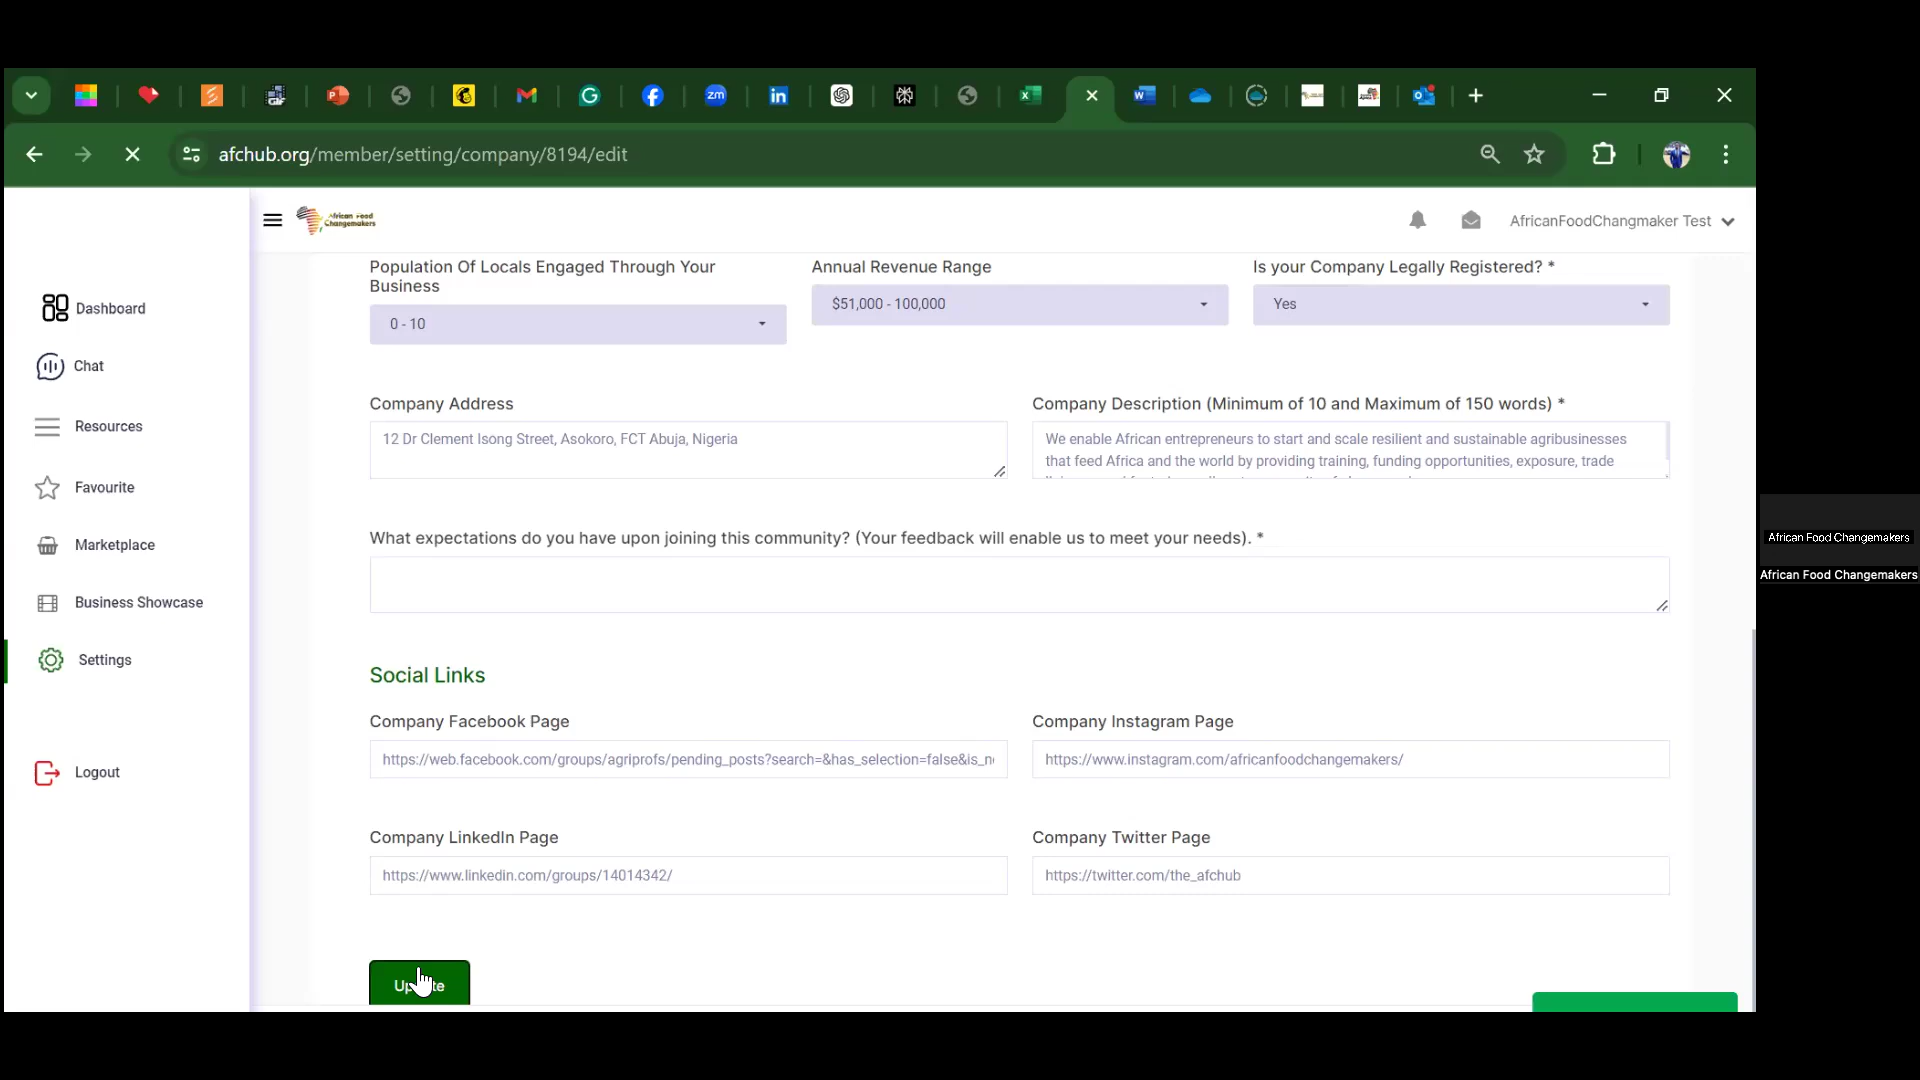 afchub.org/member/setting/company/8194/edit
African Food
Changemakers
AfricanFoodChangmaker Test
Dashboard
Chat
Resources
Favourite
Marketplace
Business Showcase
Settings
Logout
Population Of Locals Engaged Through Your
Business
0 - 10
Annual Revenue Range
$51,000 - 100,000
Is your Company Legally Registered? *
Yes
Company Address
12 Dr Clement Isong Street, Asokoro, FCT Abuja, Nigeria
Company Description (Minimum of 10 and Maximum of 150 words) *
We enable African entrepreneurs to start and scale resilient and sustainable agribusinesses
that feed Africa and the world by providing training, funding opportunities, exposure, trade
What expectations do you have upon joining this community? (Your feedback will enable us to meet your needs). *
Social Links
Company Facebook Page
https://web.facebook.com/groups/agriprofs/pending_posts?search=&has_selection=false&is_n
Company Instagram Page
https://www.instagram.com/africanfoodchangemakers/
Company LinkedIn Page
https://www.linkedin.com/groups/14014342/
Company Twitter Page
https://twitter.com/the_afchub
Update
African Food Changemakers
African Food Changemakers